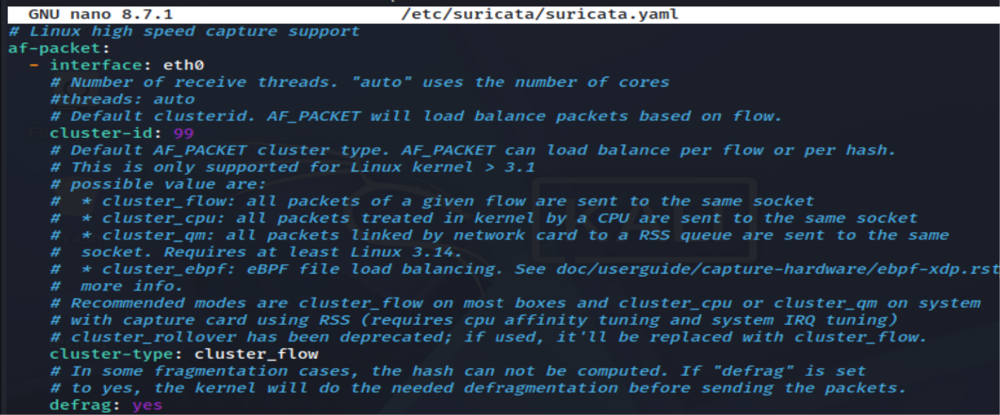 GNU nano 8.7.1 /etc/suricata/suricata.yaml
# Linux high speed capture support
af-packet:
  - interface: eth0
    # Number of receive threads. "auto" uses the number of cores
    #threads: auto
    # Default clusterid. AF_PACKET will load balance packets based on flow.
    cluster-id: 99
    # Default AF_PACKET cluster type. AF_PACKET can load balance per flow or per hash.
    # This is only supported for Linux kernel > 3.1
    # possible value are:
    #  * cluster_flow: all packets of a given flow are sent to the same socket
    #  * cluster_cpu: all packets treated in kernel by a CPU are sent to the same socket
    #  * cluster_qm: all packets linked by network card to a RSS queue are sent to the same
    #  socket. Requires at least Linux 3.14.
    #  * cluster_ebpf: eBPF file load balancing. See doc/userguide/capture-hardware/ebpf-xdp.rst
    #  more info.
    # Recommended modes are cluster_flow on most boxes and cluster_cpu or cluster_qm on system
    # with capture card using RSS (requires cpu affinity tuning and system IRQ tuning)
    # cluster_rollover has been deprecated; if used, it'll be replaced with cluster_flow.
    cluster-type: cluster_flow
    # In some fragmentation cases, the hash can not be computed. If "defrag" is set
    # to yes, the kernel will do the needed defragmentation before sending the packets.
    defrag: yes
KALI